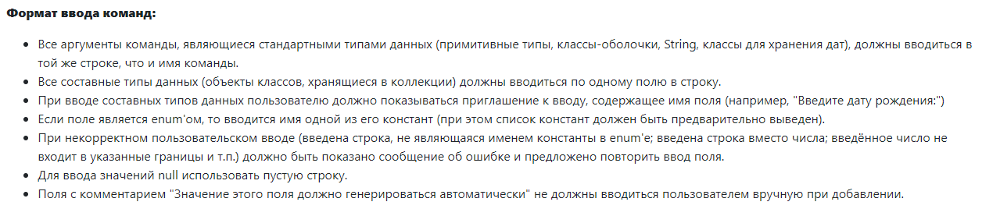 Формат ввода команд:
• Все аргументы команды, являющиеся стандартными типами данных (примитивные типы, классы-оболочки, String, классы для хранения дат), должны вводиться в
той же строке, что и имя команды.
• Все составные типы данных (объекты классов, хранящиеся в коллекции) должны вводиться по одному полю в строку.
• При вводе составных типов данных пользователю должно показываться приглашение к вводу, содержащее имя поля (например, "Введите дату рождения:")
• Если поле является enum'ом, то вводится имя одной из его констант (при этом список констант должен быть предварительно выведен).
• При некорректном пользовательском вводе (введена строка, не являющаяся именем константы в enum'е; введена строка вместо числа; введённое число не
входит в указанные границы и т.п.) должно быть показано сообщение об ошибке и предложено повторить ввод поля.
• Для ввода значений null использовать пустую строку.
• Поля с комментарием "Значение этого поля должно генерироваться автоматически" не должны вводиться пользователем вручную при добавлении.